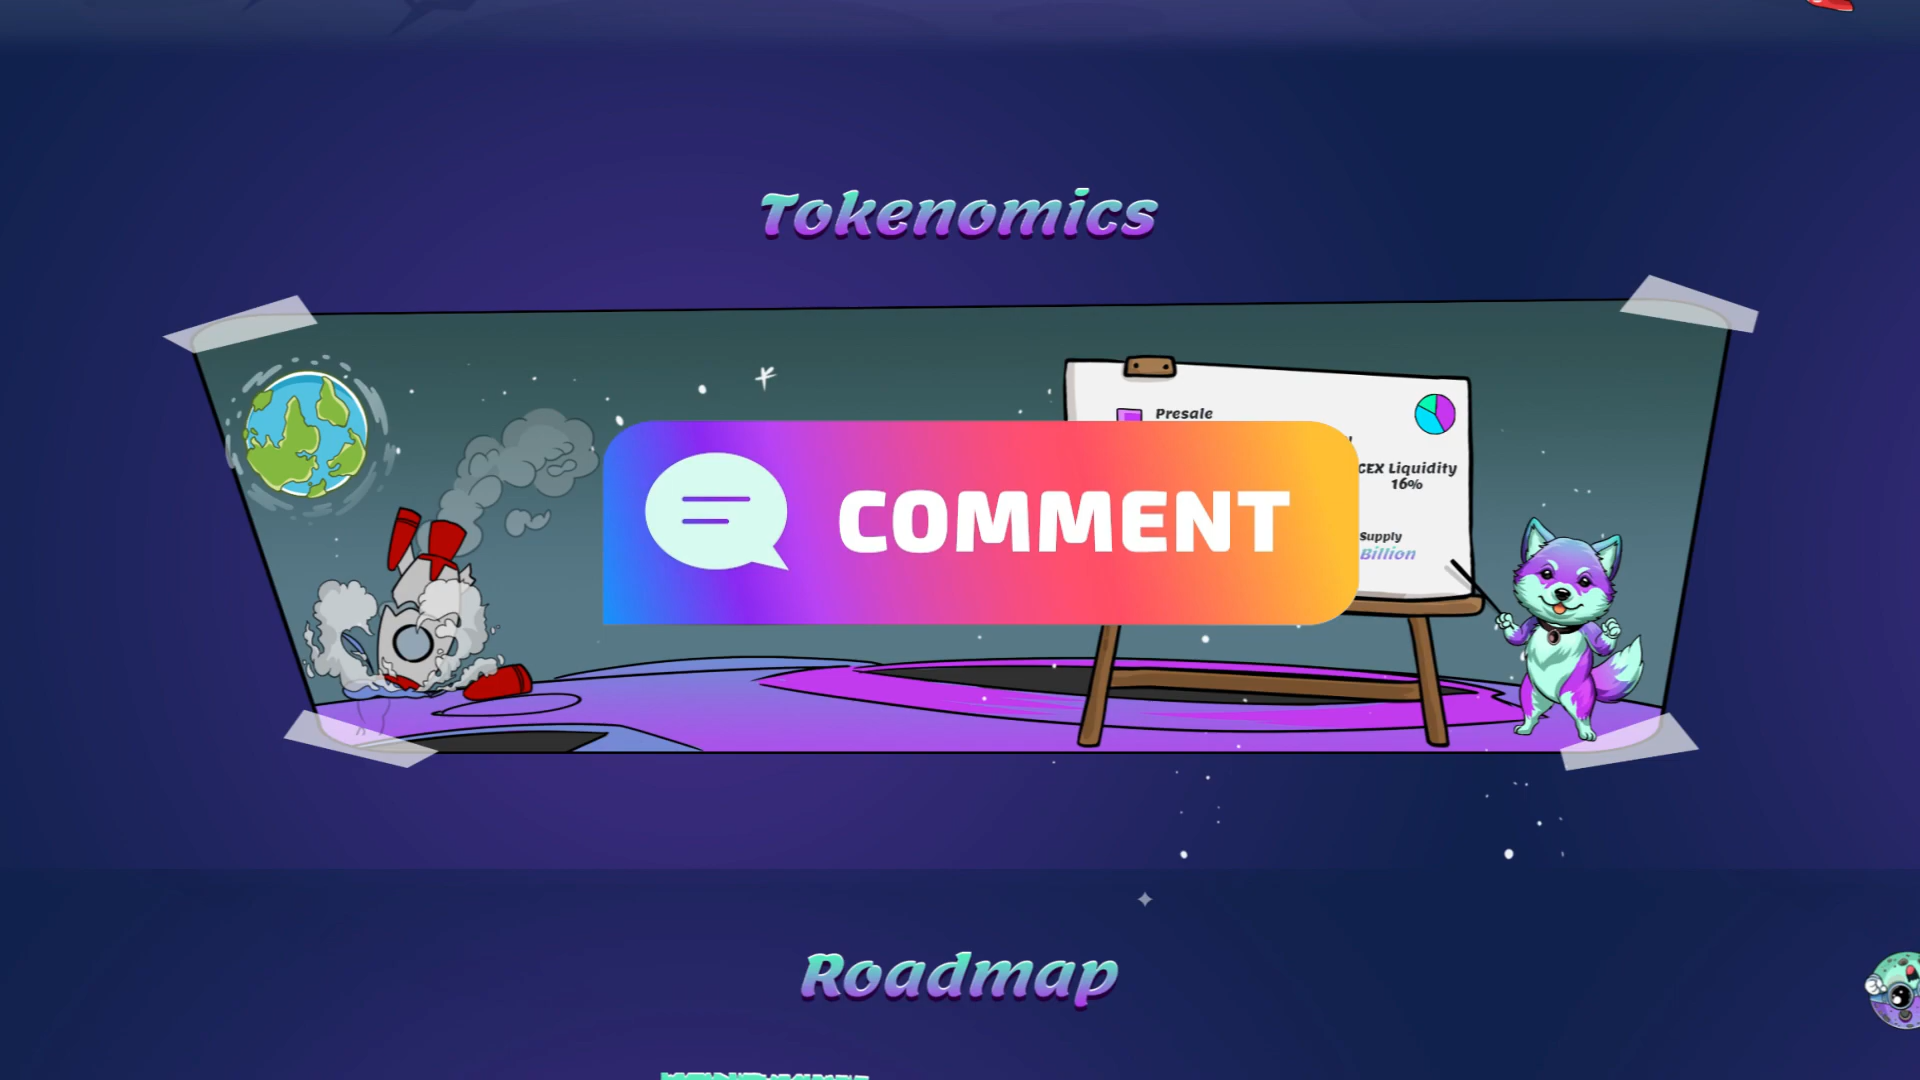 Tokenomics
Presale
CEX Liquidity
16%
COMMENT
Supply
Billion
Roadmap